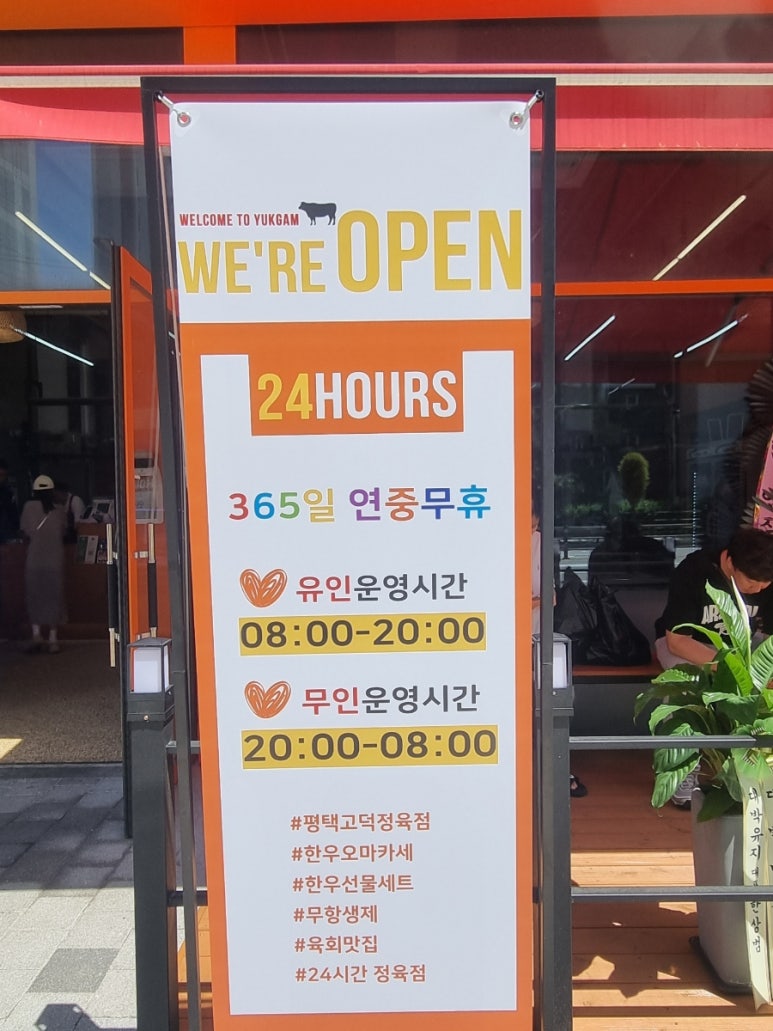 WELCOME TO YUKGAM
WE'RE OPEN
24HOURS
365일 연중무휴
유인운영시간
08:00-20:00
무인운영시간
20:00-08:00
#평택고덕정육점
#한우오마카세
#한우선물세트
#무항생제
#육회맛집
#24시간 정육점